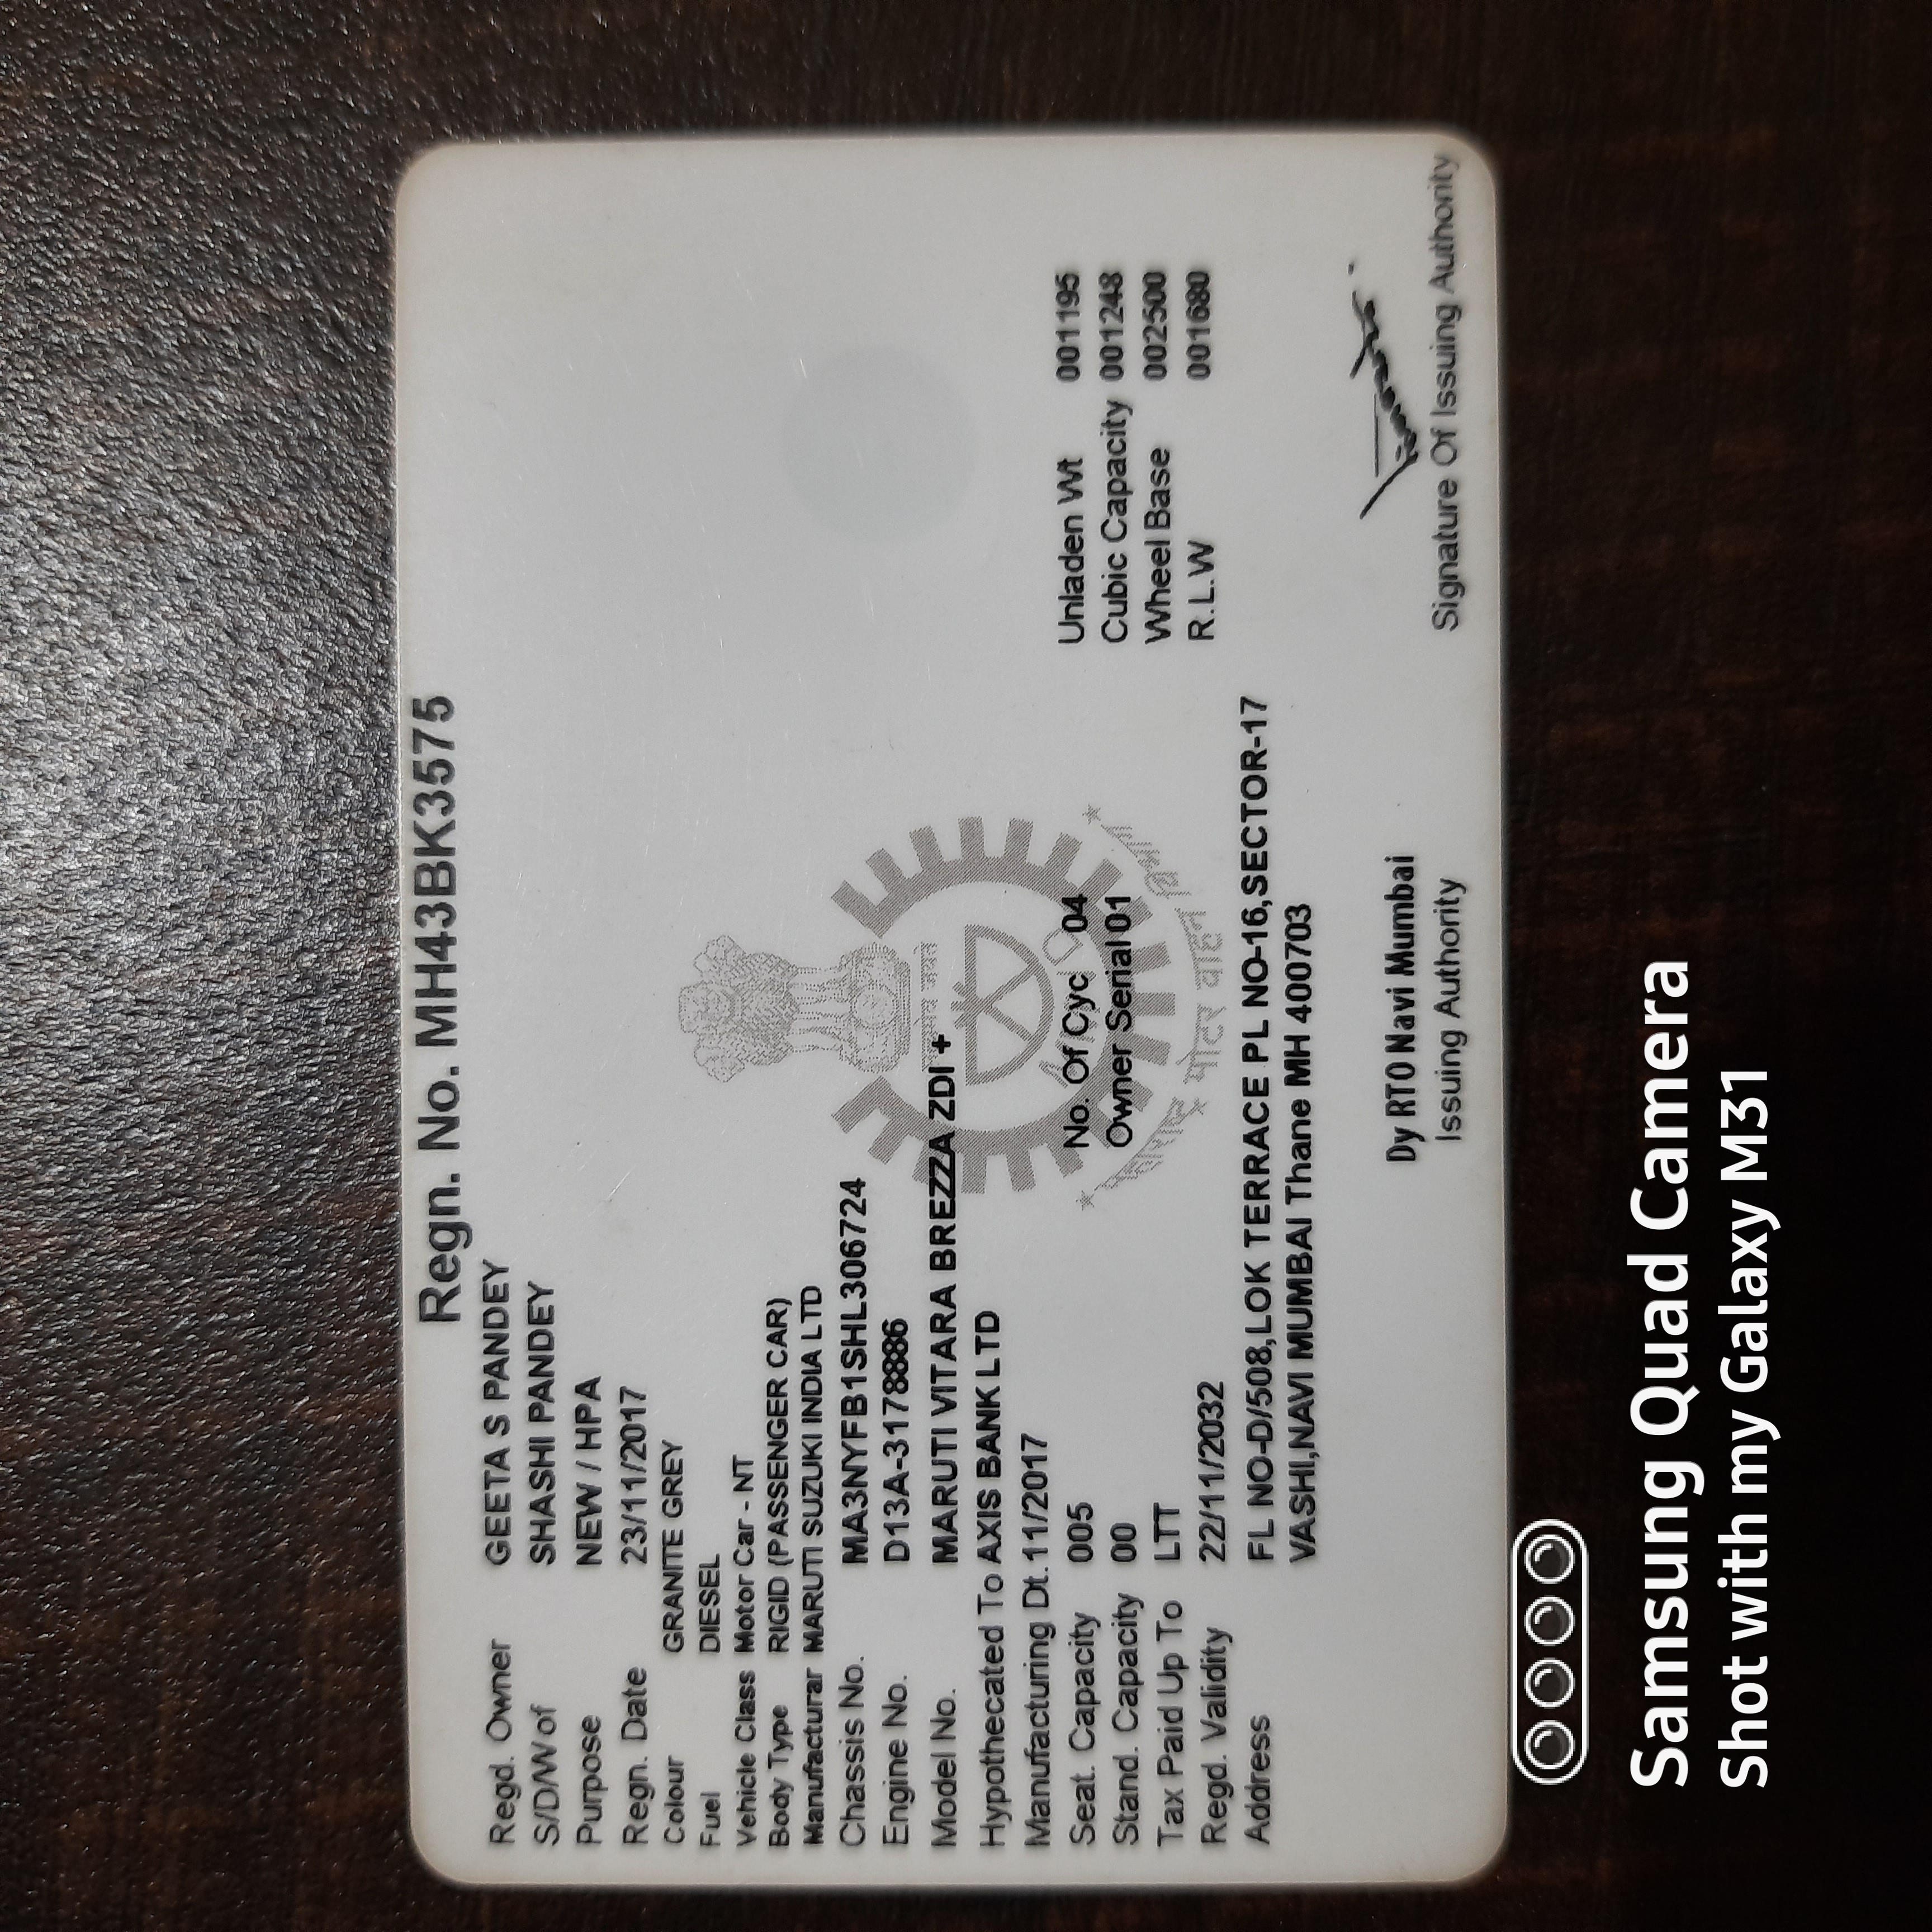 Regn. No. MH43BK3575
Regd. Owner GEETA S PANDEY
S/D/W of SHASHI PANDEY
Purpose NEW / HPA
Regn. Date 23/11/2017
Colour GRANITE GREY
Fuel DIESEL
Vehicle Class Motor Car - NT
Body Type RIGID (PASSENGER CAR)
Manufacturar MARUTI SUZUKI INDIA LTD
Chassis No. MA3NYFB1SHL306724
Engine No. D13A-3178886
Model No. MARUTI VITARA BREZZA ZDI +
Hypothecated To AXIS BANK LTD
Manufacturing Dt. 11/2017
Seat. Capacity 005 No. Of Cyc 04 Unladen Wt 001195
Stand. Capacity 00 Owner Serial 01 Cubic Capacity 001248
Tax Paid Up To LTT Wheel Base 002500
Regd. Validity 22/11/2032 R.L.W 001680
Address FL NO-D/508,LOK TERRACE PL NO-16,SECTOR-17
VASHI,NAVI MUMBAI Thane MH 400703
महाराष्ट्र मोटर वाहन विभाग
Dy RTO Navi Mumbai
Issuing Authority Signature Of Issuing Authority
Samsung Quad Camera
Shot with my Galaxy M31